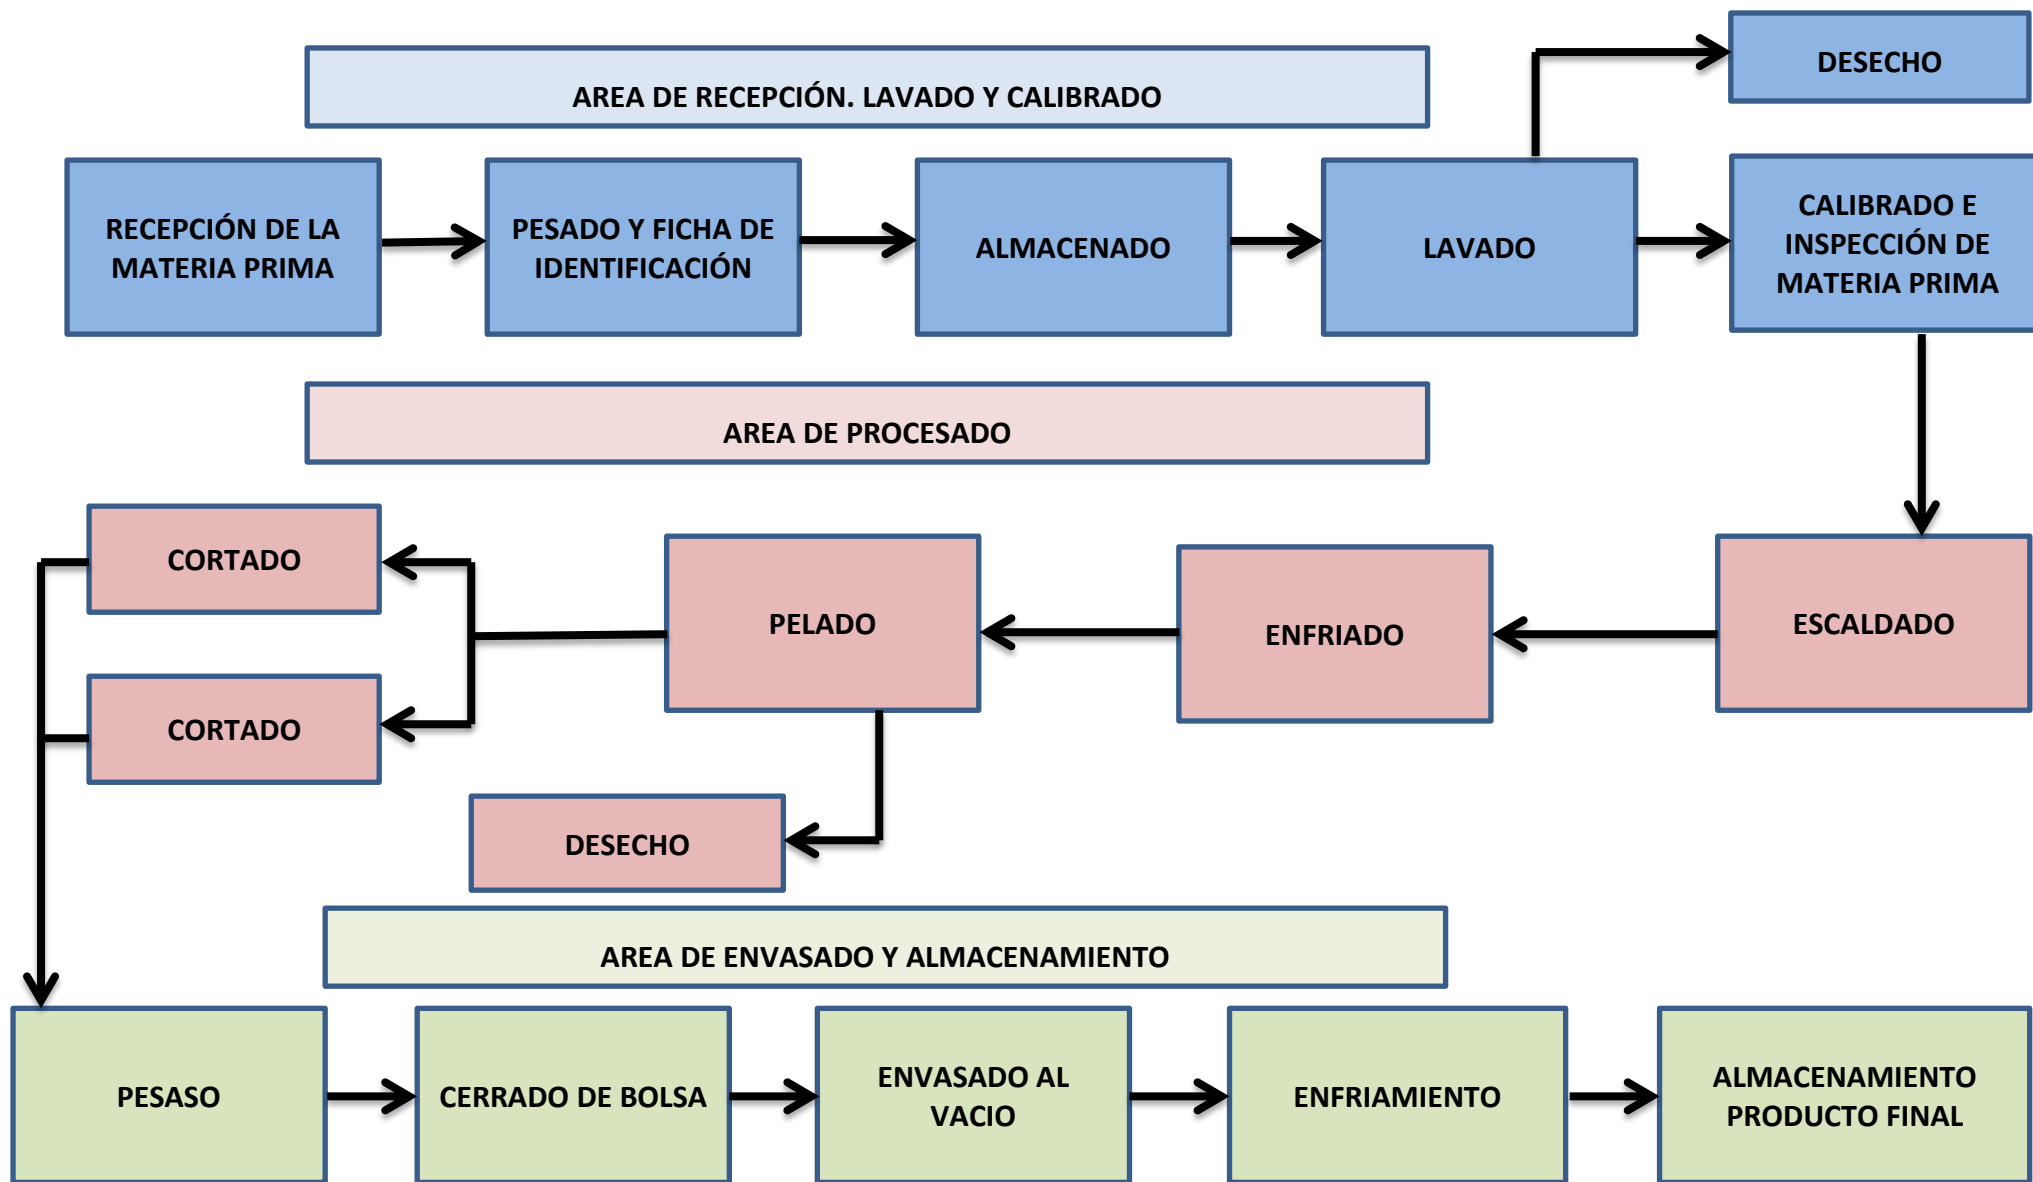 DESECHO
AREA DE RECEPCIÓN. LAVADO Y CALIBRADO
RECEPCIÓN DE LA
MATERIA PRIMA
PESADO Y FICHA DE
IDENTIFICACIÓN
ALMACENADO
LAVADO
CALIBRADO E
INSPECCIÓN DE
MATERIA PRIMA
AREA DE PROCESADO
CORTADO
CORTADO
PELADO
ENFRIADO
ESCALDADO
DESECHO
AREA DE ENVASADO Y ALMACENAMIENTO
PESASO
CERRADO DE BOLSA
ENVASADO AL
VACIO
ENFRIAMIENTO
ALMACENAMIENTO
PRODUCTO FINAL